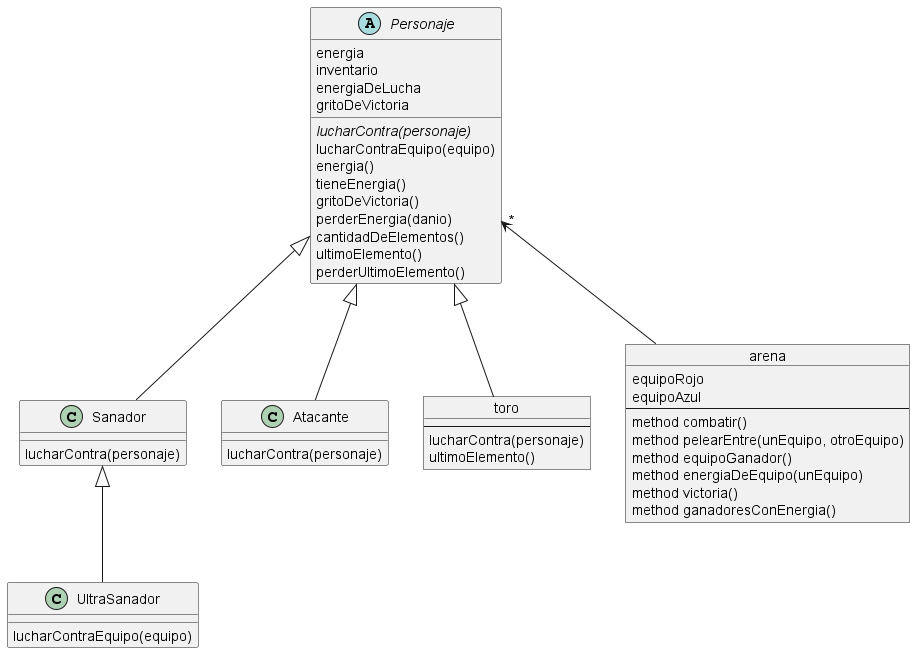 A Personaje
energia
inventario
energiaDeLucha
gritoDeVictoria
lucharContra(personaje)
lucharContraEquipo(equipo)
energia()
tieneEnergia()
gritoDeVictoria()
perderEnergia(danio)
cantidadDeElementos()
ultimoElemento()
perderUltimoElemento()
*
C Sanador
lucharContra(personaje)
C Atacante
lucharContra(personaje)
toro
lucharContra(personaje)
ultimoElemento()
arena
equipoRojo
equipoAzul
method combatir()
method pelearEntre(unEquipo, otroEquipo)
method equipoGanador()
method energiaDeEquipo(unEquipo)
method victoria()
method ganadoresConEnergia()
C UltraSanador
lucharContraEquipo(equipo)